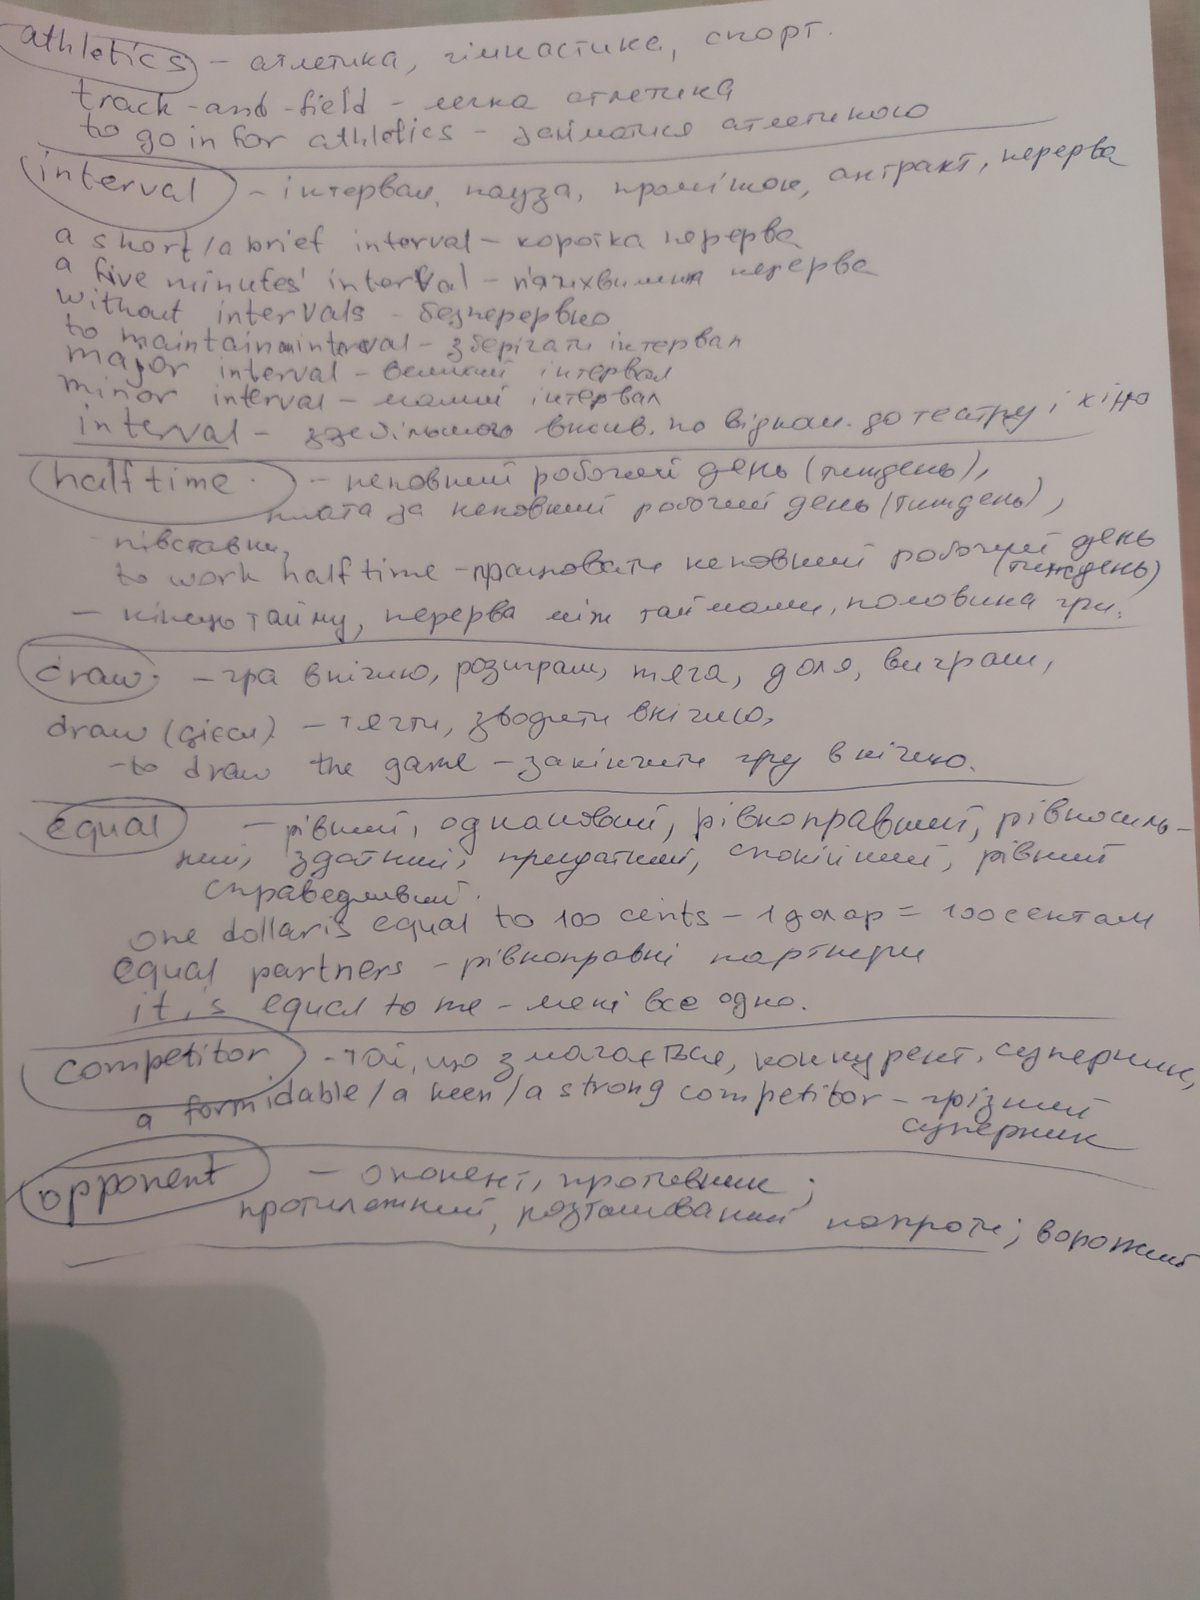 athletics – атлетика, гімнастика, спорт.
track-and-field – легка атлетика
to go in for athletics – займатися атлетикою
interval – інтервал, пауза, проміжок, антракт, перерва
a short/a brief interval – коротка перерва
a five minutes' interval – п'ятихвилинна перерва
without intervals – безперервно
to maintain interval – зберігати інтервал
major interval – великий інтервал
minor interval – малий інтервал
interval – здебільшого вжив. по віднош. до театру і кіно
half time – неповний робочий день (тиждень),
плата за неповний робочий день (тиждень),
півставки,
to work half time – працювати неповний робочий день (тиждень)
– кінець тайму, перерва між таймами, половина гри.
draw – гра внічию, розиграш, тяга, доля, виграш,
draw (дієсл.) – тягти, зводити внічию,
– to draw the game – закінчити гру внічию.
equal – рівний, однаковий, рівноправний, рівносиль-
ний, здатний, придатний, спокійний, рівний
справедливий.
one dollar is equal to 100 cents – 1 долар = 100 центам
equal partners – рівноправні партнери
it's equal to me – мені все одно.
competitor – той, що змагається, конкурент, суперник,
a formidable/a keen/a strong competitor – грізний
суперник
opponent – опонент, противник;
протилежний, розташований напроти; ворожий